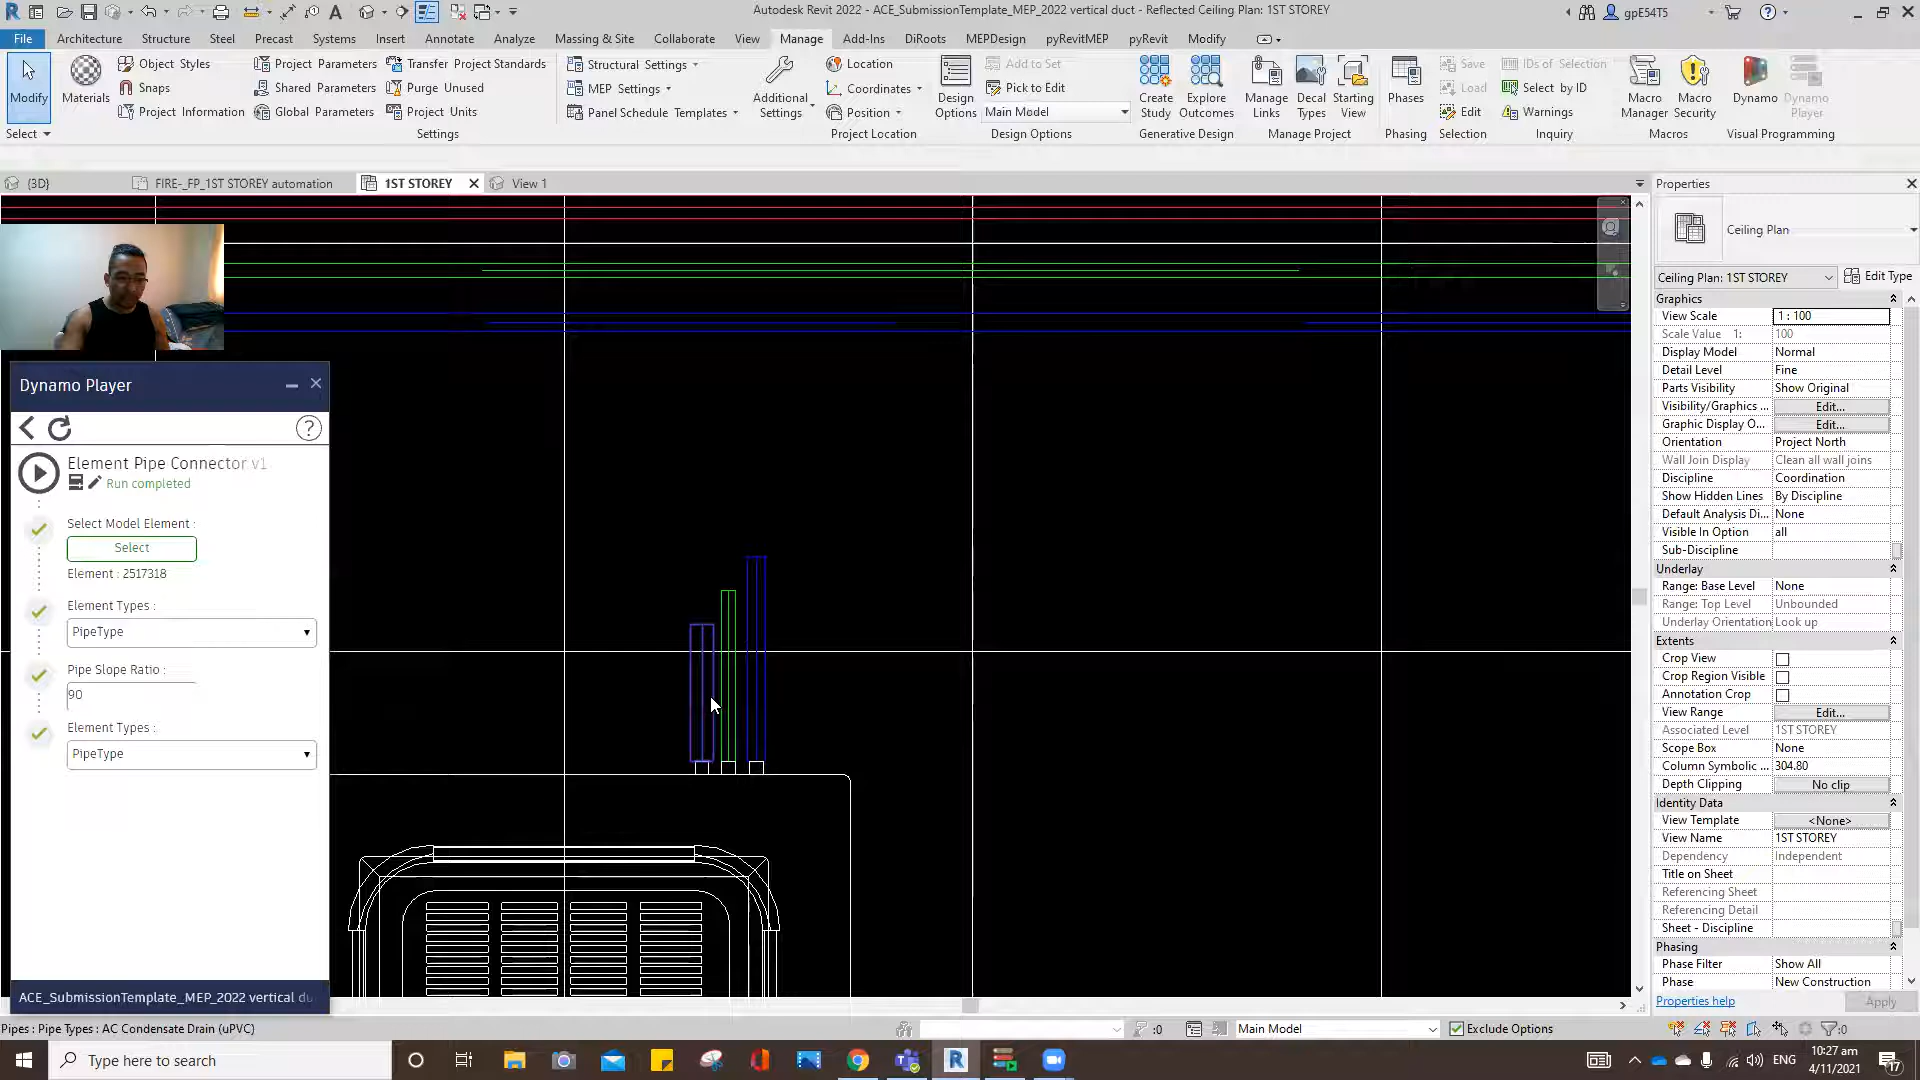 Autodesk Revit 2022 - ACE_SubmissionTemplate_MEP_2022 vertical duct - Reflected Ceiling Plan: 1ST STOREY
gpE54T5
File Architecture Structure Steel Precast Systems Insert Annotate Analyze Massing & Site Collaborate View Manage Add-Ins DiRoots MEPDesign pyRevitMEP pyRevit Modify
Modify
Select
Materials
Object Styles
Snaps
Project Information
Project Parameters
Shared Parameters
Global Parameters
Transfer Project Standards
Purge Unused
Project Units
Settings
Structural Settings
MEP Settings
Panel Schedule Templates
Additional Settings
Location
Coordinates
Position
Project Location
Design Options
Add to Set
Pick to Edit
Main Model
Design Options
Create Study
Explore Outcomes
Generative Design
Manage Links
Decal Types
Starting View
Manage Project
Phases
Phasing
Save
Load
Edit
Selection
IDs of Selection
Select by ID
Warnings
Inquiry
Macro Manager
Macro Security
Macros
Dynamo
Dynamo Player
Visual Programming
{3D}
FIRE-_FP_1ST STOREY automation
1ST STOREY
View 1
Dynamo Player
?
Element Pipe Connector v1
Run completed
Select Model Element :
Select
Element : 2517318
Element Types :
PipeType
Pipe Slope Ratio :
90
Element Types :
PipeType
ACE_SubmissionTemplate_MEP_2022 vertical du
Properties
Ceiling Plan
Ceiling Plan: 1ST STOREY
Edit Type
Graphics
View Scale 1 : 100
Scale Value 1: 100
Display Model Normal
Detail Level Fine
Parts Visibility Show Original
Visibility/Graphics ... Edit...
Graphic Display O... Edit...
Orientation Project North
Wall Join Display Clean all wall joins
Discipline Coordination
Show Hidden Lines By Discipline
Default Analysis Di... None
Visible In Option all
Sub-Discipline
Underlay
Range: Base Level None
Range: Top Level Unbounded
Underlay Orientation Look up
Extents
Crop View
Crop Region Visible
Annotation Crop
View Range Edit...
Associated Level 1ST STOREY
Scope Box None
Column Symbolic ... 304.80
Depth Clipping No clip
Identity Data
View Template <None>
View Name 1ST STOREY
Dependency Independent
Title on Sheet
Referencing Sheet
Referencing Detail
Sheet - Discipline
Phasing
Phase Filter Show All
Phase New Construction
Properties help
Apply
Pipes : Pipe Types : AC Condensate Drain (uPVC)
:0
Main Model
Exclude Options
:0
Type here to search
ENG
10:27 am
4/11/2021
17